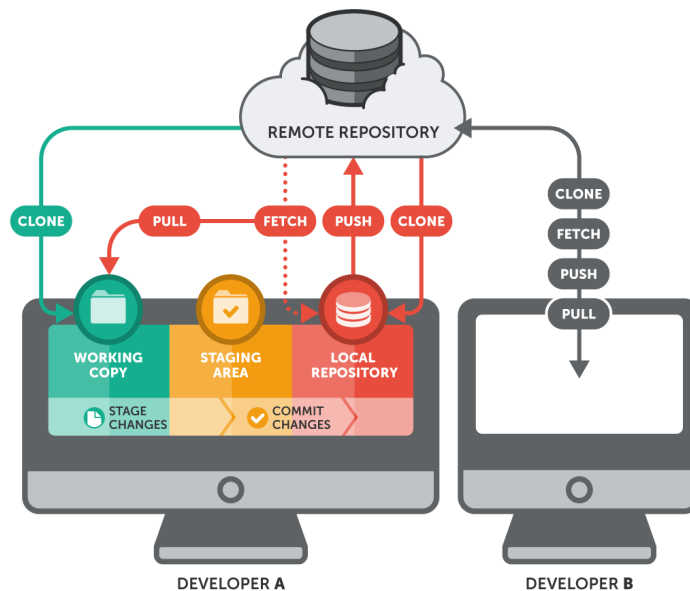 REMOTE REPOSITORY
CLONE
PULL
FETCH
PUSH
CLONE
CLONE
FETCH
PUSH
PULL
WORKING
COPY
STAGING
AREA
LOCAL
REPOSITORY
STAGE
CHANGES
COMMIT
CHANGES
DEVELOPER A
DEVELOPER B